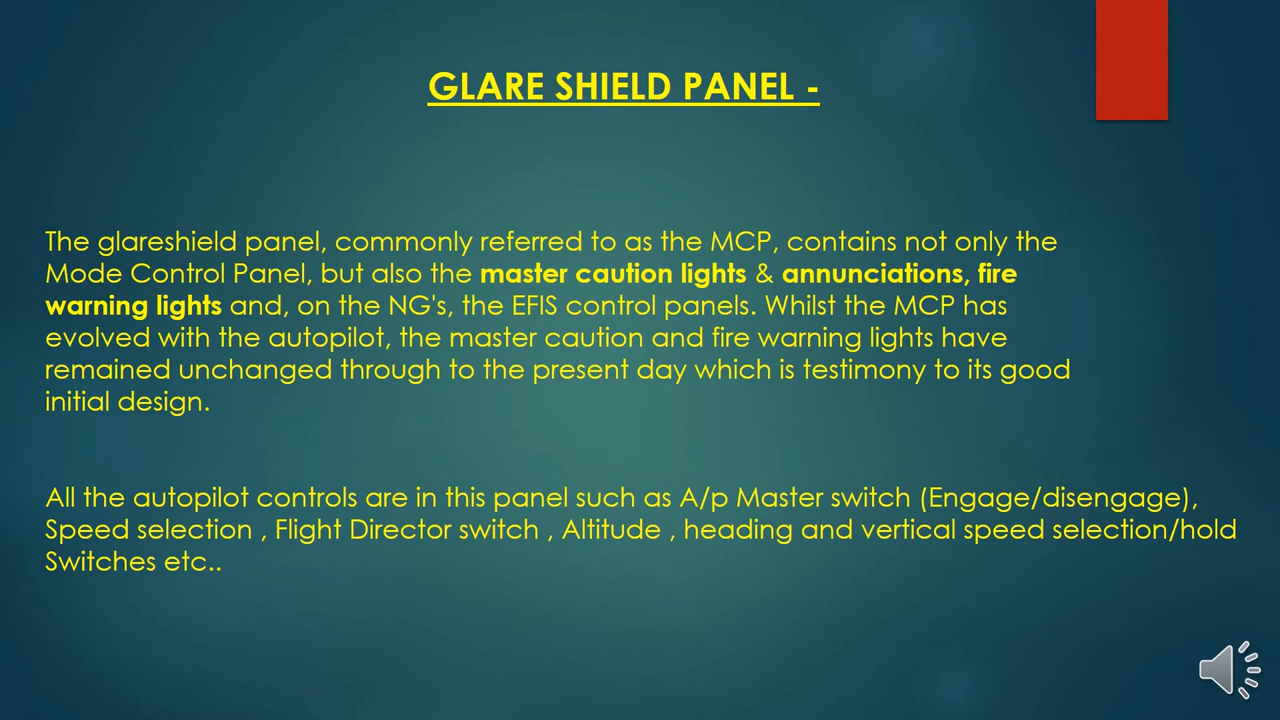 GLARE SHIELD PANEL -
The glareshield panel, commonly referred to as the MCP, contains not only the
Mode Control Panel, but also the master caution lights & annunciations, fire
warning lights and, on the NG's, the EFIS control panels. Whilst the MCP has
evolved with the autopilot, the master caution and fire warning lights have
remained unchanged through to the present day which is testimony to its good
initial design.
All the autopilot controls are in this panel such as A/p Master switch (Engage/disengage),
Speed selection , Flight Director switch , Altitude , heading and vertical speed selection/hold
Switches etc..